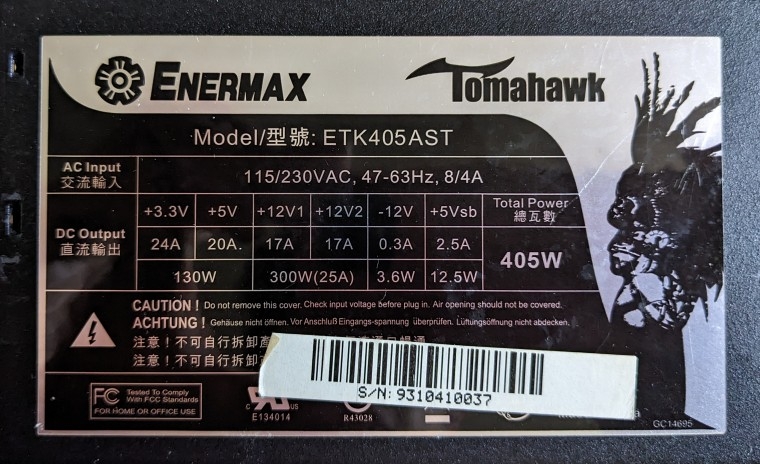 ENERMAX Tomahawk
Model/型號: ETK405AST
AC Input 115/230VAC, 47-63Hz, 8/4A
交流輸入
DC Output +3.3V +5V +12V1 +12V2 -12V +5Vsb Total Power
直流輸出 總瓦數
24A 20A. 17A 17A 0.3A 2.5A 405W
130W 300W(25A) 3.6W 12.5W
CAUTION ! Do not remove this cover. Check input voltage before plug in. Air opening should not be covered.
ACHTUNG ! Gehäuse nicht öffnen. Vor Anschluß Eingangs-spannung überprüfen. Lüftungsöffnung nicht abdecken.
注意！不可自行拆卸
注意！不可自行拆卸
S/N: 9310410037
FC Tested To Comply
With FCC Standards
FOR HOME OR OFFICE USE
c US
E134014
R43028
GC14695